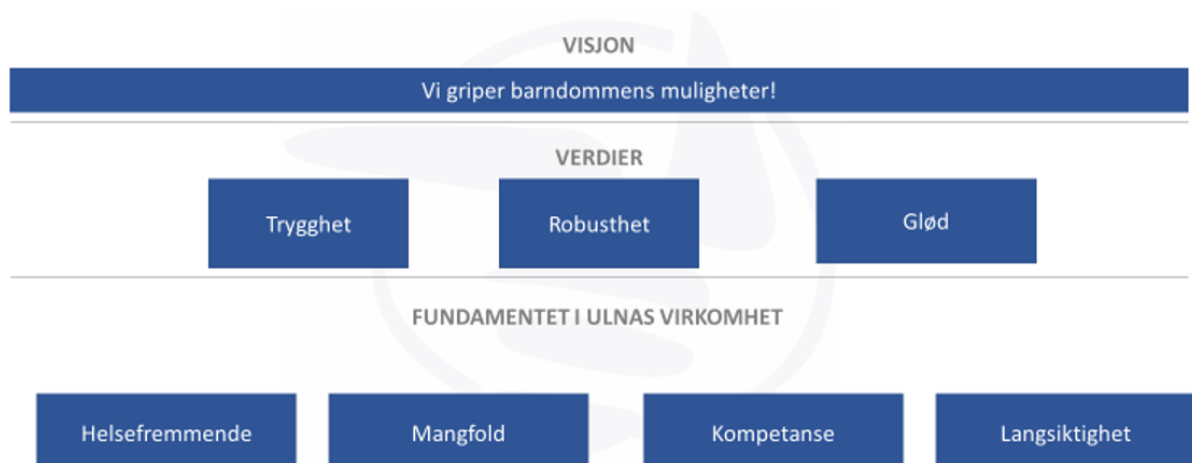 VISJON
Vi griper barndommens muligheter!
VERDIER
Trygghet
Robusthet
Glød
FUNDAMENTET I ULNAS VIRKOMHET
Helsefremmende
Mangfold
Kompetanse
Langsiktighet